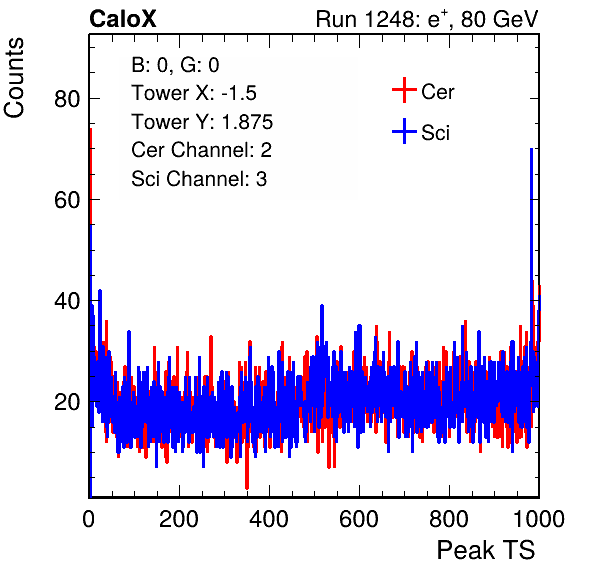 CaloX Run 1248: e⁺, 80 GeV
Counts
B: 0, G: 0
Tower X: -1.5
Tower Y: 1.875
Cer Channel: 2
Sci Channel: 3
Cer
Sci
80
60
40
20
0 200 400 600 800 1000
Peak TS